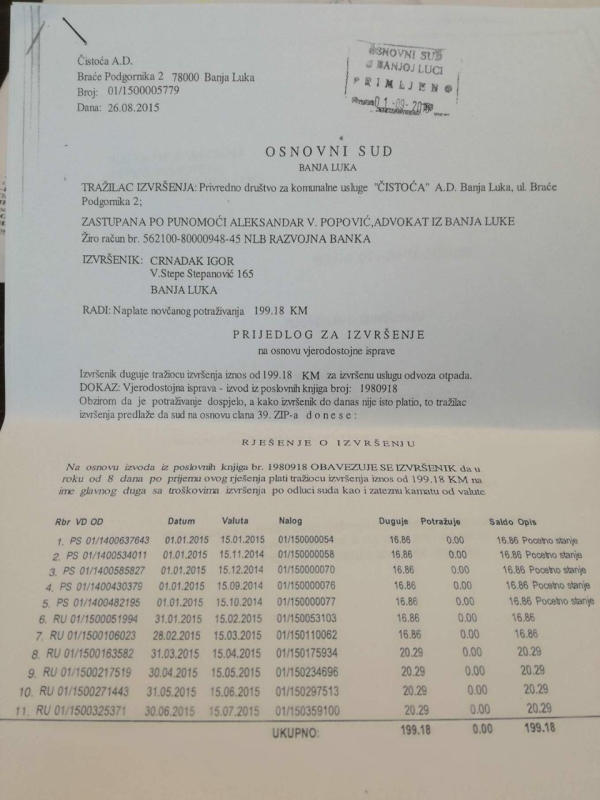 Čistoća A.D.
Braće Podgornika 2 78000 Banja Luka
Broj: 01/1500005779
Dana: 26.08.2015
OSNOVNI SUD
U BANJOJ LUCI
PRIMLJENO
01-09-20
OSNOVNI SUD
BANJA LUKA
TRAŽILAC IZVRŠENJA: Privredno društvo za komunalne usluge "ČISTOĆA" A.D. Banja Luka, ul. Braće
Podgornika 2;
ZASTUPANA PO PUNOMOĆI ALEKSANDAR V. POPOVIĆ,ADVOKAT IZ BANJA LUKE
Žiro račun br. 562100-80000948-45 NLB RAZVOJNA BANKA
IZVRŠENIK: CRNADAK IGOR
V.Stepe Stepanović 165
BANJA LUKA
RADI: Naplate novčanog potraživanja 199.18 KM
PRIJEDLOG ZA IZVRŠENJE
na osnovu vjerodostojne isprave
Izvršenik duguje tražiocu izvršenja iznos od 199.18 KM za izvršenu uslugu odvoza otpada.
DOKAZ: Vjerodostojna isprava - izvod iz poslovnih knjiga broj: 1980918
Obzirom da je potraživanje dospjelo, a kako izvršenik do danas nije isto platio, to tražilac
izvršenja predlaže da sud na osnovu clana 39. ZIP-a donese:
RJEŠENJE O IZVRŠENJU
Na osnovu izvoda iz poslovnih knjiga br. 1980918 OBAVEZUJE SE IZVRŠENIK da u
roku od 8 dana po prijemu ovog rješenja plati tražiocu izvršenja iznos od 199.18 KM na
ime glavnog duga sa troškovima izvršenja po odluci suda kao i zateznu kamatu od valute
Rbr VD OD Datum Valuta Nalog Duguje Potražuje Saldo Opis
1. PS 01/1400637643 01.01.2015 15.01.2015 01/150000054 16.86 0.00 16.86 Pocetno stanje
2. PS 01/1400534011 01.01.2015 15.11.2014 01/150000058 16.86 0.00 16.86 Pocetno stanje
3. PS 01/1400585827 01.01.2015 15.12.2014 01/150000070 16.86 0.00 16.86 Pocetno stanje
4. PS 01/1400430379 01.01.2015 15.09.2014 01/150000076 16.86 0.00 16.86 Pocetno stanje
5. PS 01/1400482195 01.01.2015 15.10.2014 01/150000077 16.86 0.00 16.86 Pocetno stanje
6. RU 01/1500051994 31.01.2015 15.02.2015 01/150053103 16.86 0.00 16.86
7. RU 01/1500106023 28.02.2015 15.03.2015 01/150110062 16.86 0.00 16.86
8. RU 01/1500163582 31.03.2015 15.04.2015 01/150175934 20.29 0.00 20.29
9. RU 01/1500217519 30.04.2015 15.05.2015 01/150234696 20.29 0.00 20.29
10. RU 01/1500271443 31.05.2015 15.06.2015 01/150297513 20.29 0.00 20.29
11. RU 01/1500325371 30.06.2015 15.07.2015 01/150359100 20.29 0.00 20.29
UKUPNO: 199.18 0.00 199.18